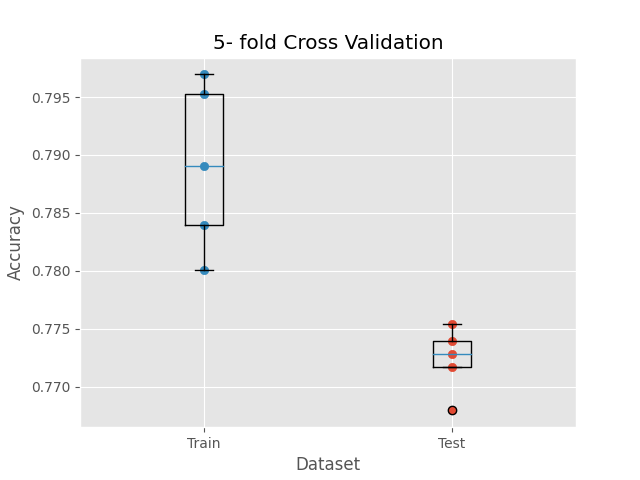 5- fold Cross Validation
0.795
0.790
0.785
0.780
0.775
0.770
Accuracy
Train
Test
Dataset